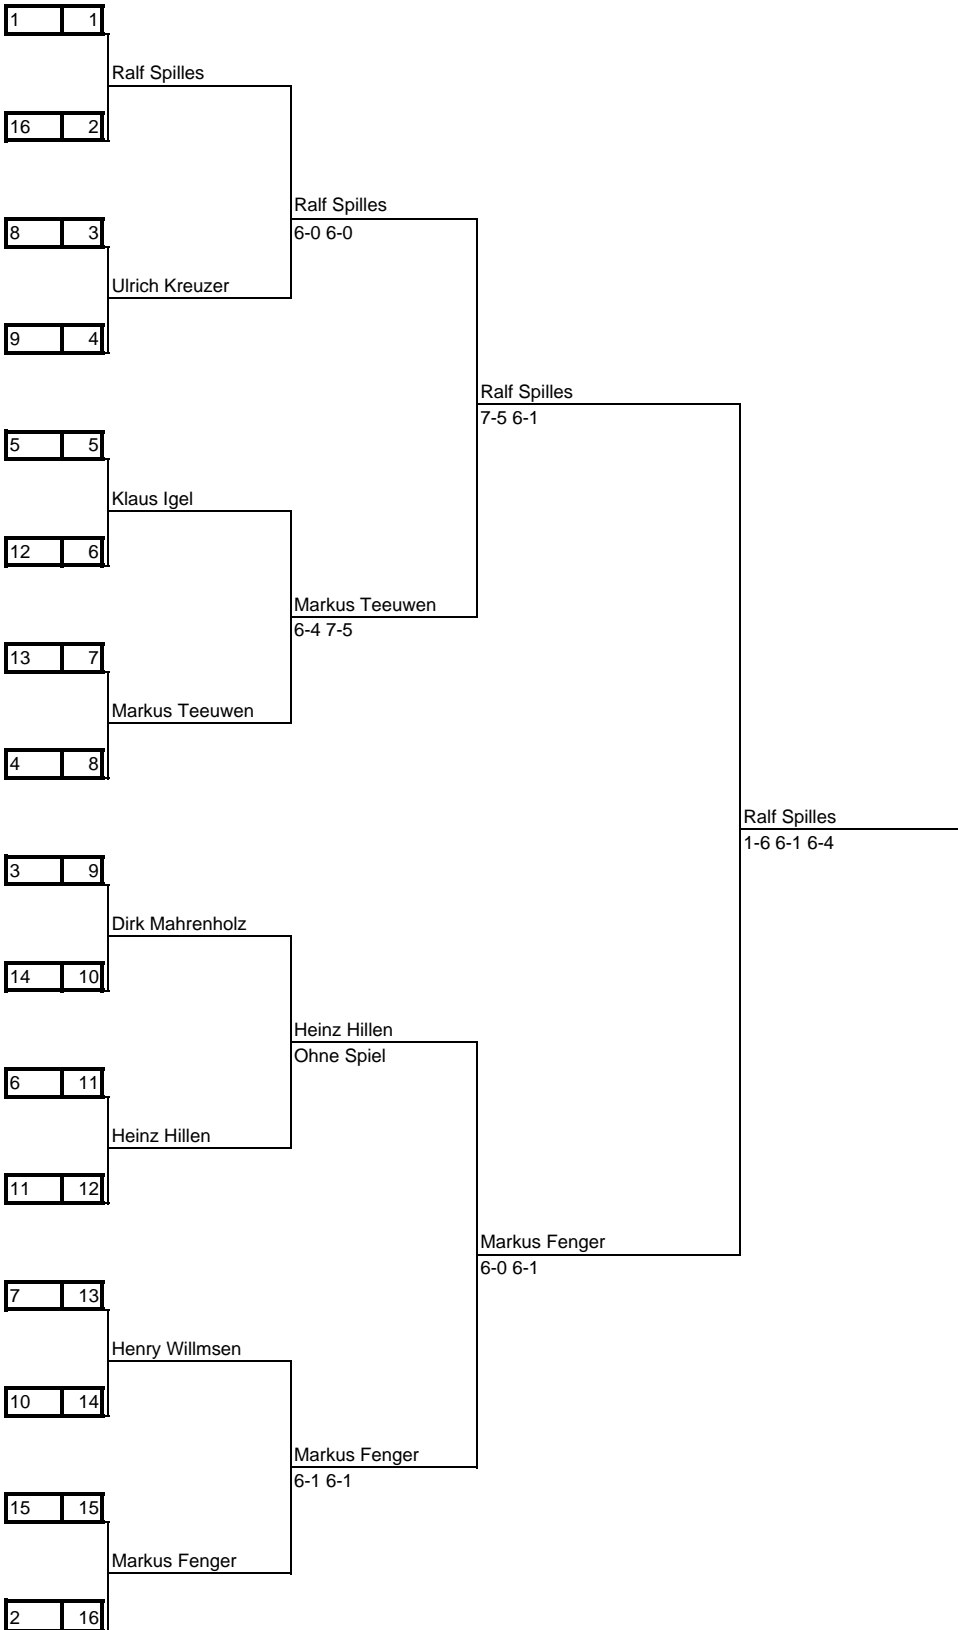 1 1
Ralf Spilles
16 2
Ralf Spilles
8 3
6-0 6-0
Ulrich Kreuzer
9 4
Ralf Spilles
7-5 6-1
5 5
Klaus Igel
12 6
Markus Teeuwen
6-4 7-5
13 7
Markus Teeuwen
4 8
Ralf Spilles
1-6 6-1 6-4
3 9
Dirk Mahrenholz
14 10
Heinz Hillen
Ohne Spiel
6 11
Heinz Hillen
11 12
Markus Fenger
6-0 6-1
7 13
Henry Willmsen
10 14
Markus Fenger
6-1 6-1
15 15
Markus Fenger
2 16